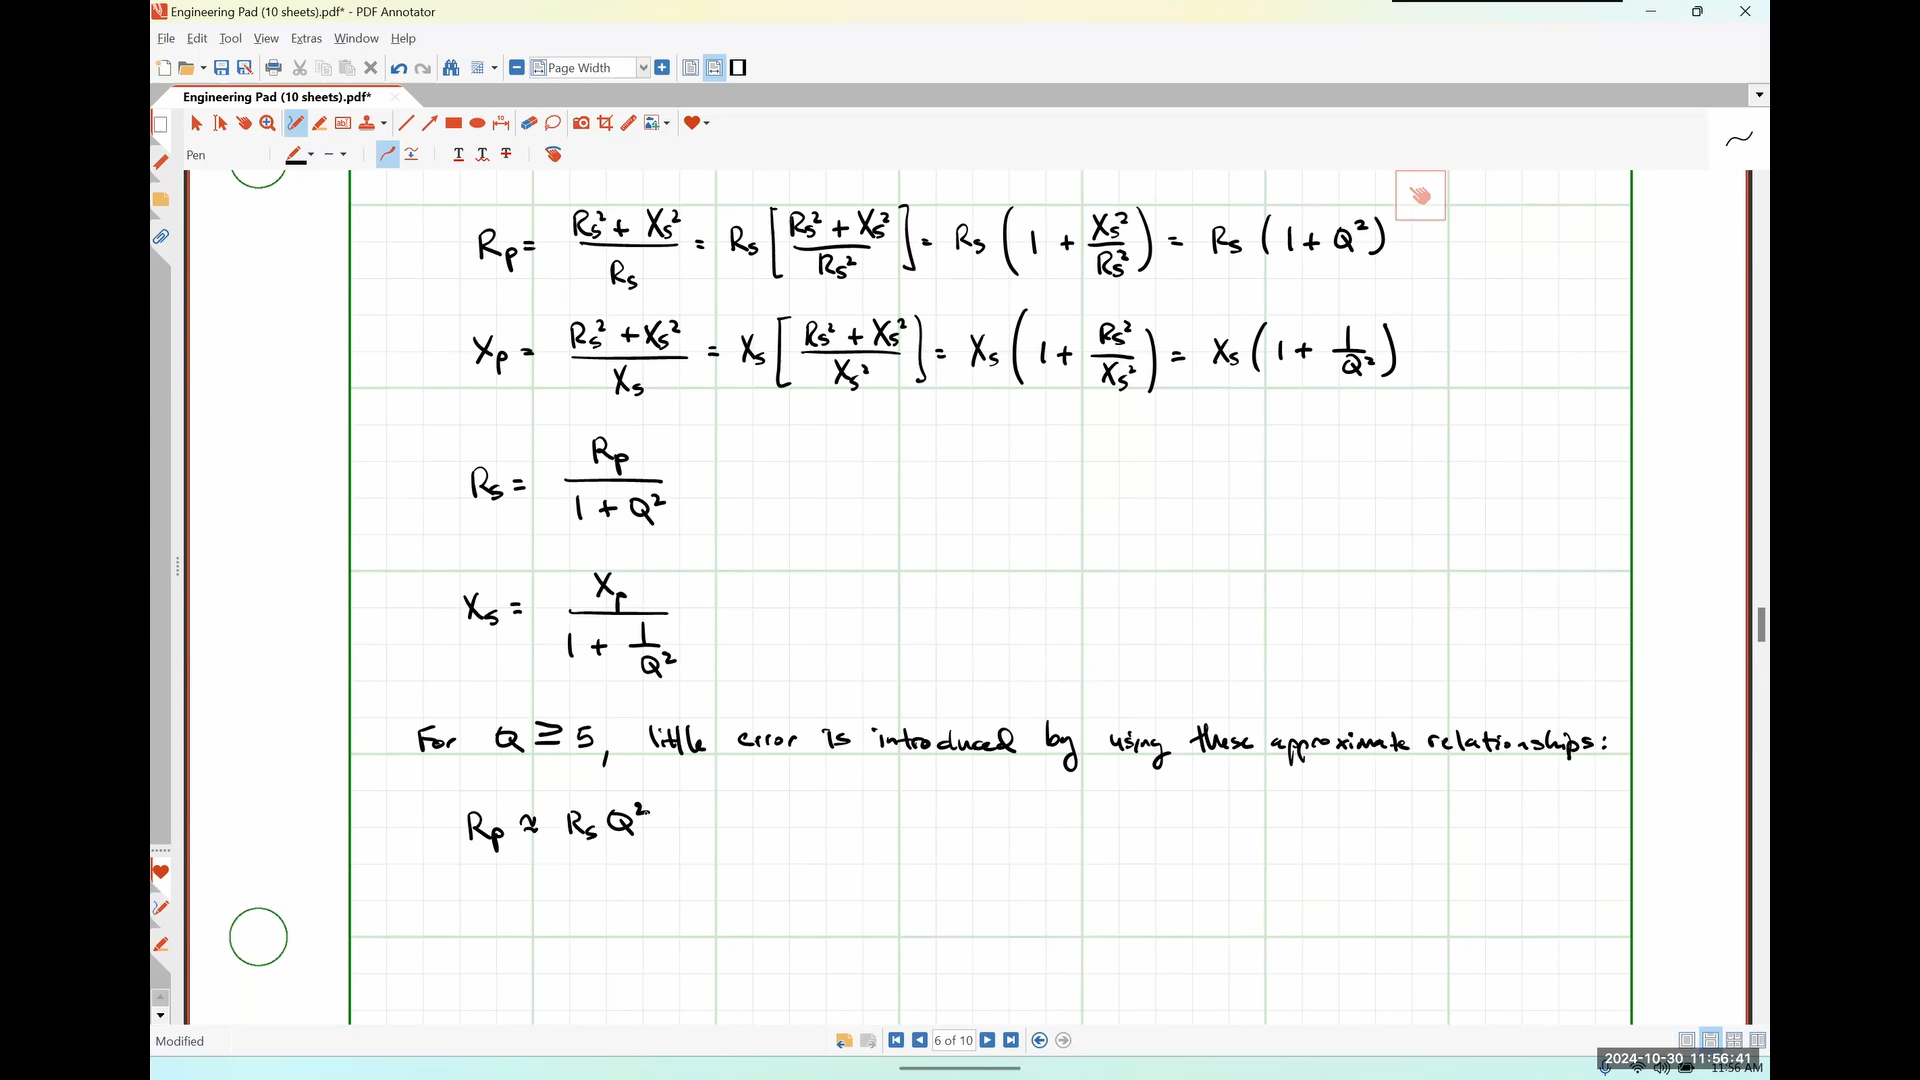 Engineering Pad (10 sheets).pdf* - PDF Annotator
File Edit Tool View Extras Window Help
Page Width
Engineering Pad (10 sheets).pdf*
Pen
Rp = (Rs² + Xs²)/Rs = Rs [(Rs² + Xs²)/Rs²] = Rs (1 + Xs²/Rs²) = Rs (1 + Q²)
Xp = (Rs² + Xs²)/Xs = Xs [(Rs² + Xs²)/Xs²] = Xs (1 + Rs²/Xs²) = Xs (1 + 1/Q²)
Rs = Rp/(1 + Q²)
Xs = Xp/(1 + 1/Q²)
For Q ≥ 5, little error is introduced by using these approximate relationships:
Rp ≈ Rs Q²
Modified
6 of 10
2024-10-30 11:56:41
11:56 AM